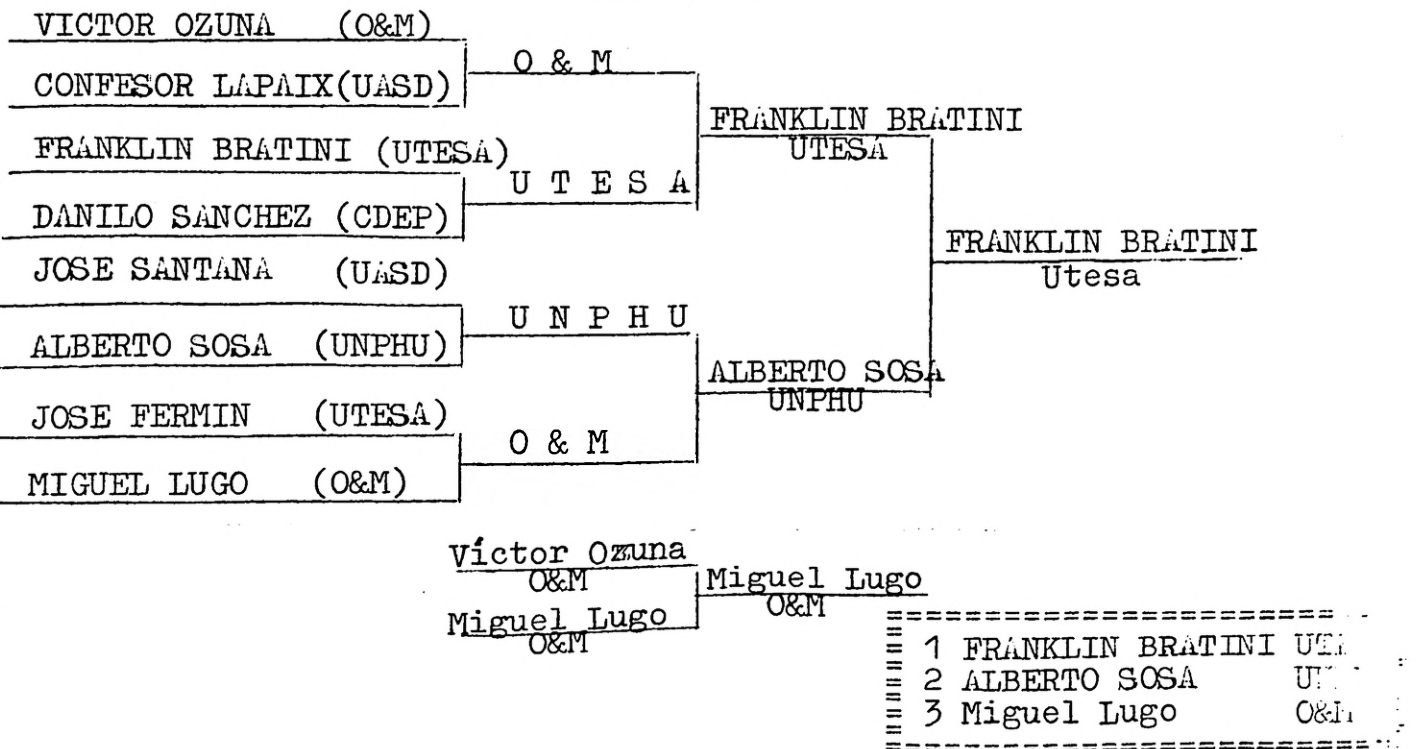 VICTOR OZUNA (O&M)
CONFESOR LAPAIX(UASD)
O & M
FRANKLIN BRATINI (UTESA)
DANILO SANCHEZ (CDEP)
U T E S A
FRANKLIN BRATINI
UTESA
JOSE SANTANA (UASD)
ALBERTO SOSA (UNPHU)
U N P H U
JOSE FERMIN (UTESA)
MIGUEL LUGO (O&M)
O & M
ALBERTO SOSA
UNPHU
FRANKLIN BRATINI
Utesa
Víctor Ozuna
O&M
Miguel Lugo
O&M
Miguel Lugo
O&M
1 FRANKLIN BRATINI
2 ALBERTO SOSA
3 Miguel Lugo O&M